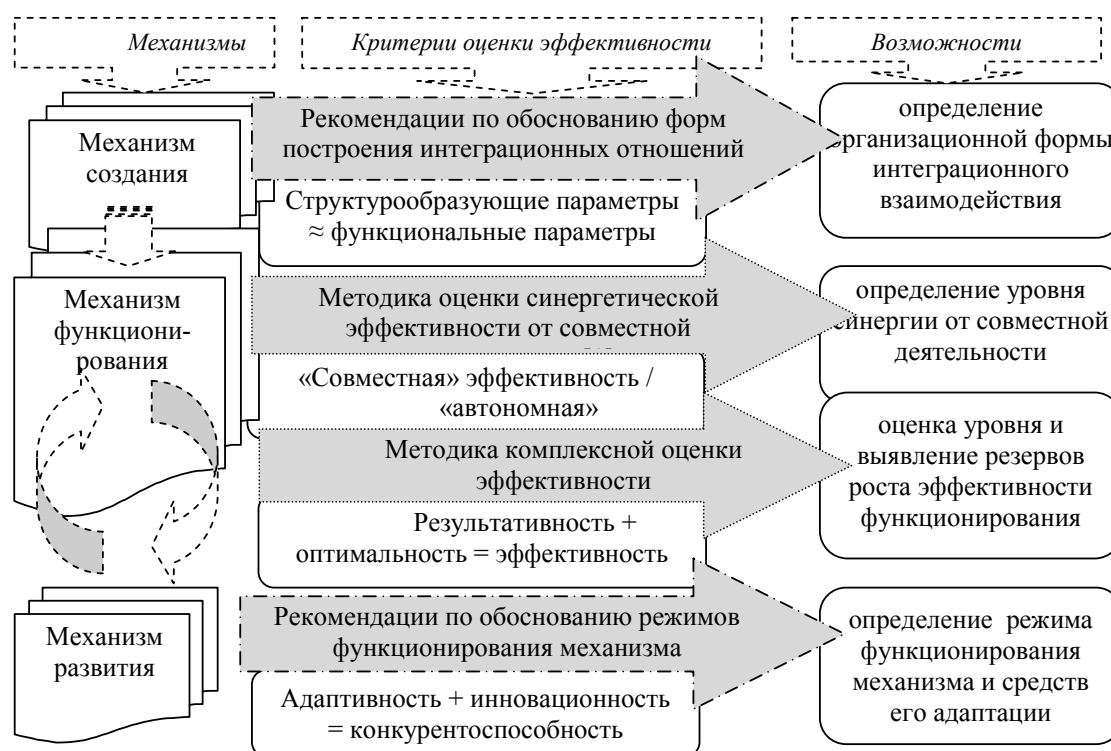 Механизмы
Критерии оценки эффективности
Возможности
Механизм
создания
Рекомендации по обоснованию форм
построения интеграционных отношений
Структурообразующие параметры
≈ функциональные параметры
определение
организационной формы
интеграционного
взаимодействия
Механизм
функциони-
рования
Методика оценки синергетической
эффективности от совместной
«Совместная» эффективность /
«автономная»
определение уровня
синергии от совместной
деятельности
Методика комплексной оценки
эффективности
Результативность +
оптимальность = эффективность
оценка уровня и
выявление резервов
роста эффективности
функционирования
Механизм
развития
Рекомендации по обоснованию режимов
функционирования механизма
Адаптивность + инновационность
= конкурентоспособность
определение режима
функционирования
механизма и средств
его адаптации